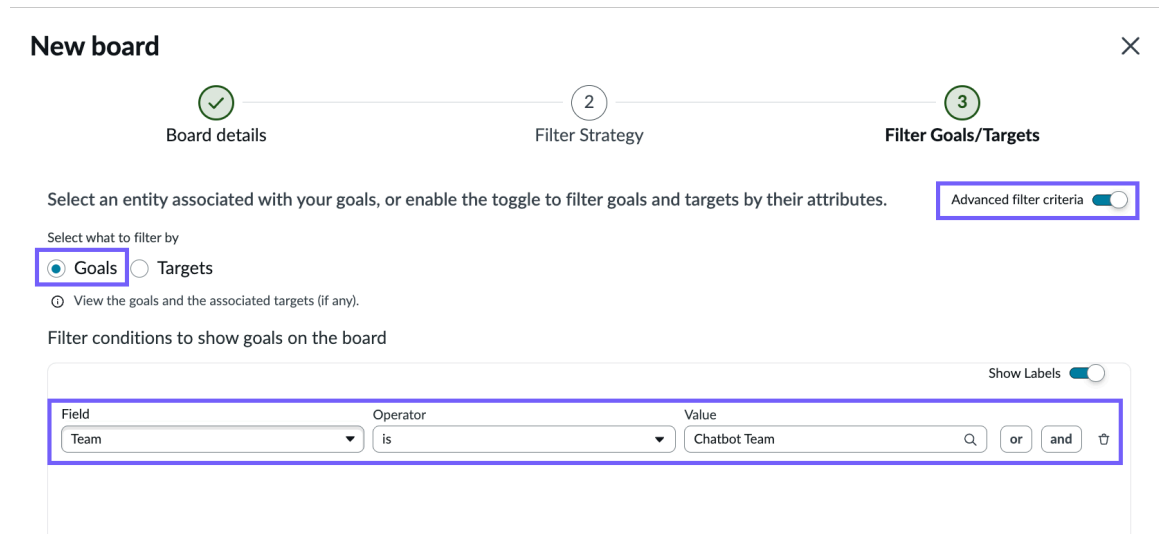 New board
2
3
Board details
Filter Strategy
Filter Goals/Targets
Select an entity associated with your goals, or enable the toggle to filter goals and targets by their attributes.
Advanced filter criteria
Select what to filter by
Goals
Targets
View the goals and the associated targets (if any).
Filter conditions to show goals on the board
Show Labels
Field
Operator
Value
Team
is
Chatbot Team
or
and